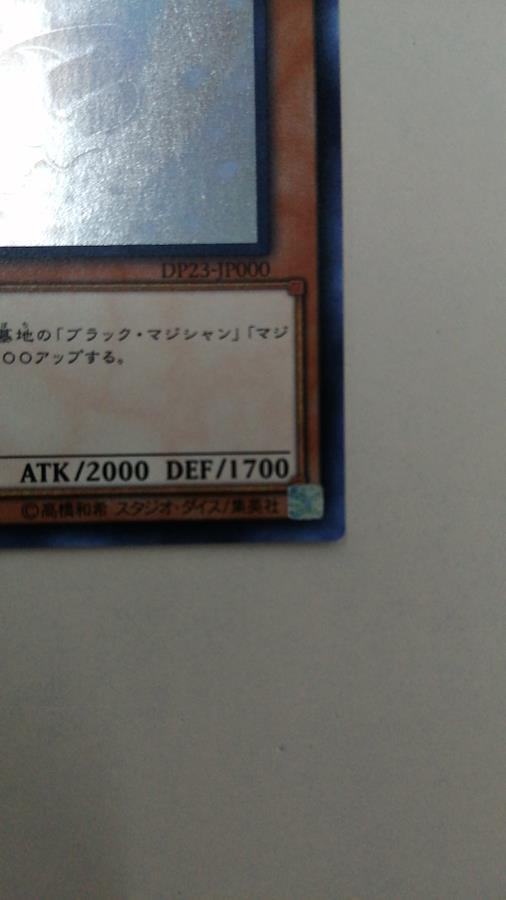 DP23-JP000
墓地の「ブラック・マジシャン」「マジ
〇〇アップする。
ATK/2000 DEF/1700
©高橋和希 スタジオ・ダイス/集英社